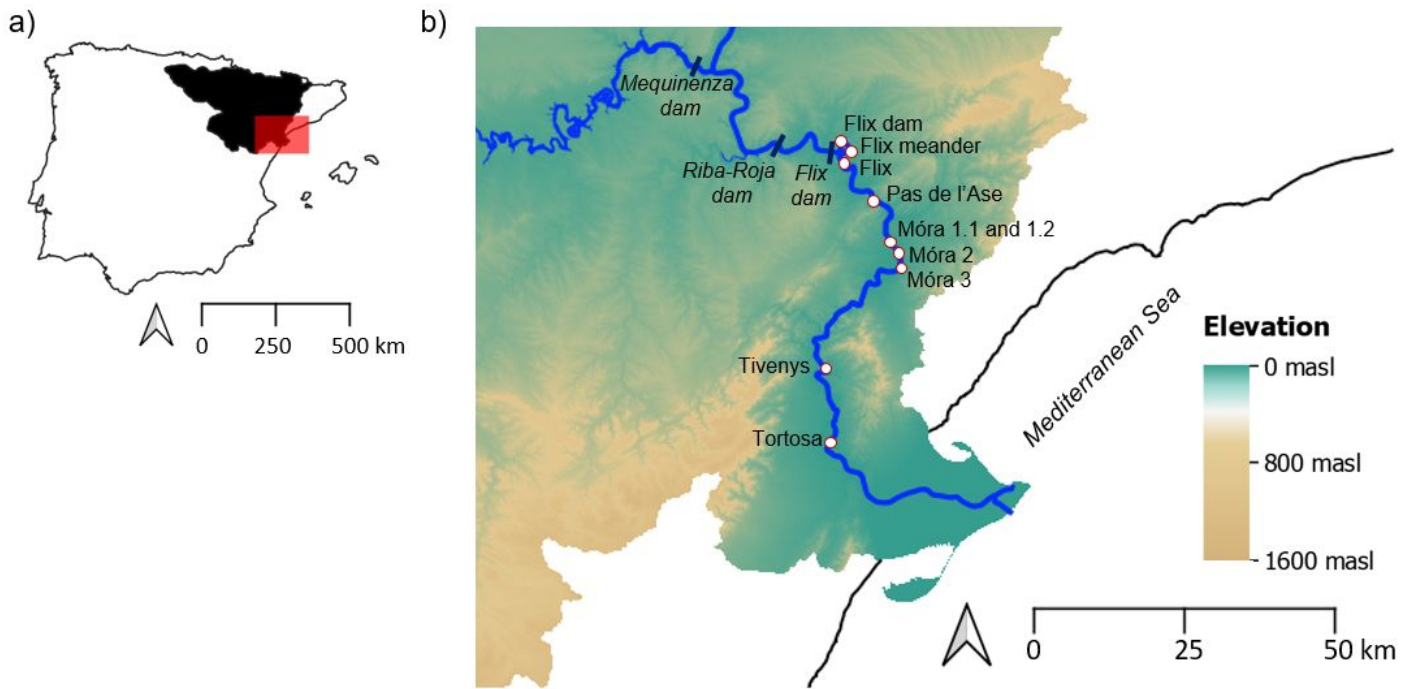 a)
0
250
500 km
b)
Mequinenza
dam
Riba-Roja
dam
Flix
dam
Flix dam
Flix meander
Flix
Pas de l'Ase
Móra 1.1 and 1.2
Móra 2
Móra 3
Tivenys
Tortosa
Mediterranean Sea
Elevation
0 masl
800 masl
1600 masl
0
25
50 km